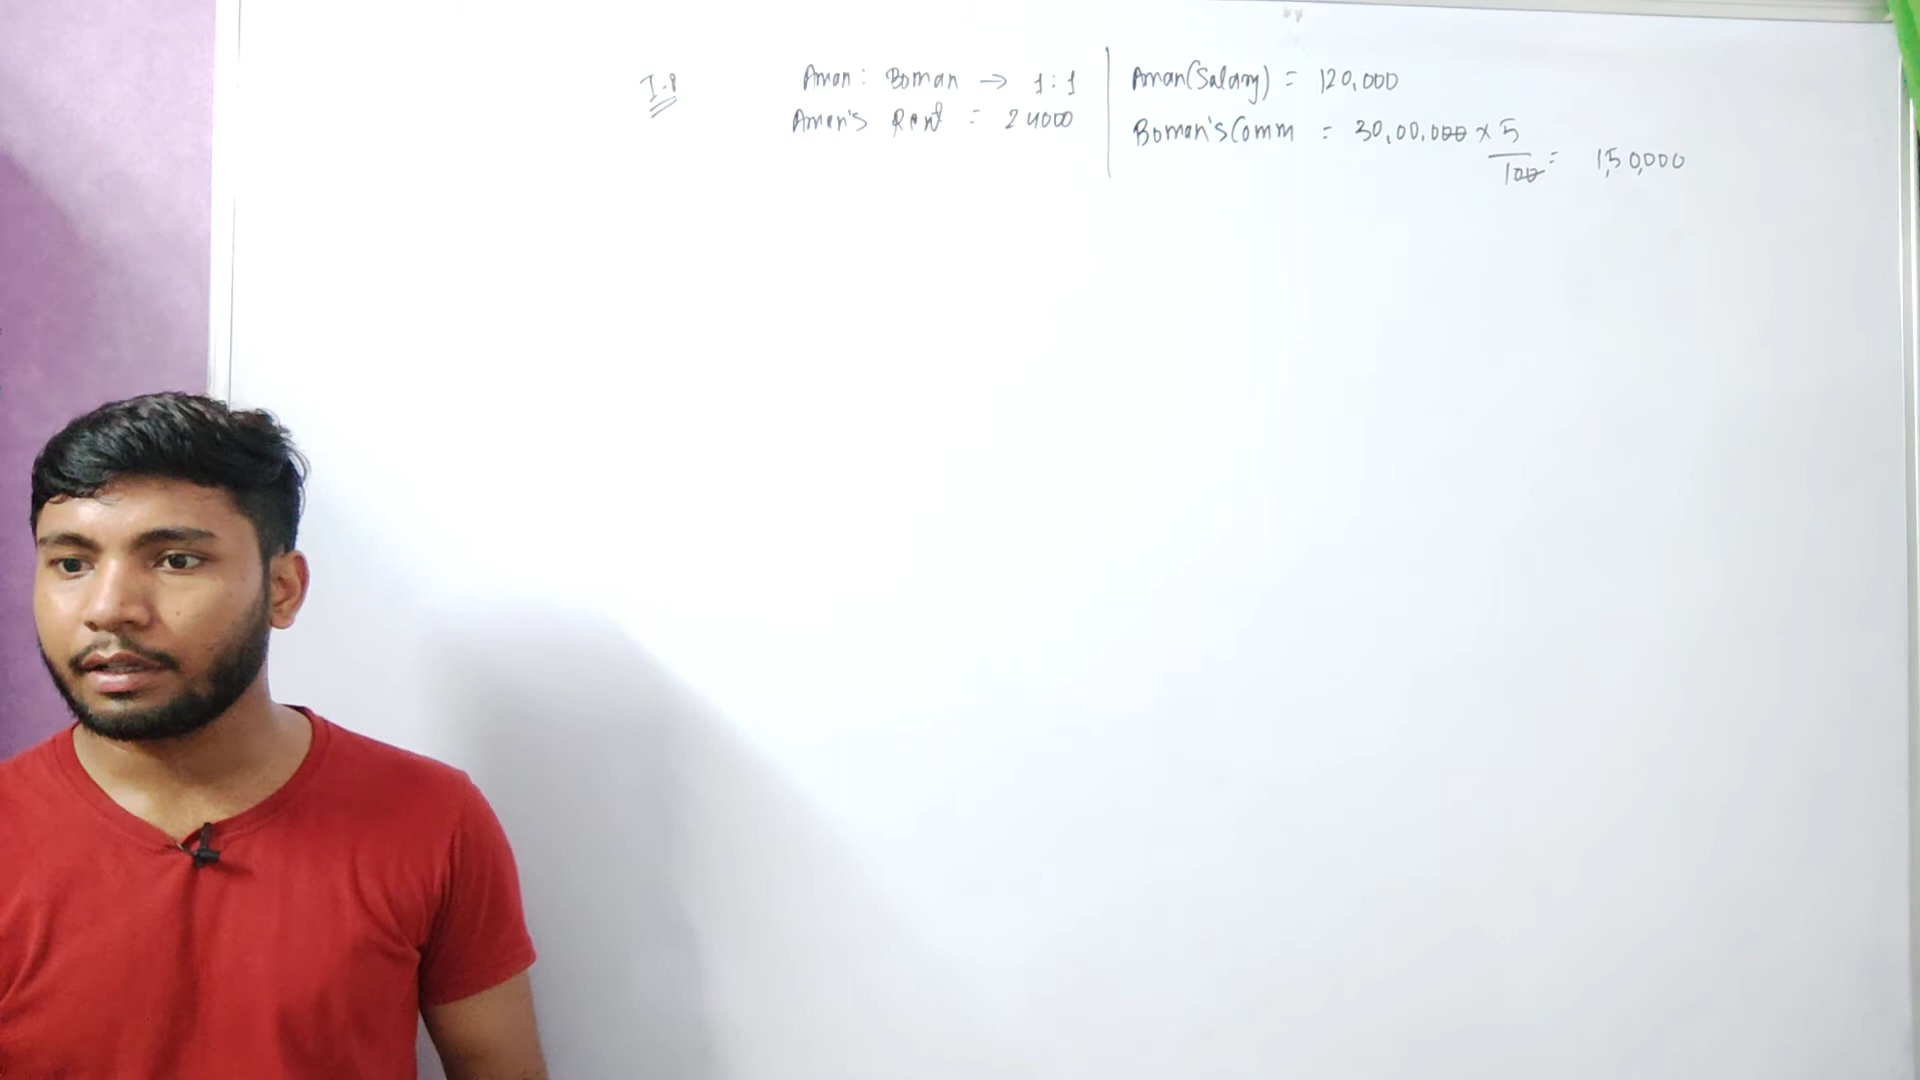 I.8
Aman : Boman → 1:1
Aman's Rent = 24000
Aman(Salary) = 120,000
Boman's Comm = 30,00,000 × 5
100 = 1,50,000